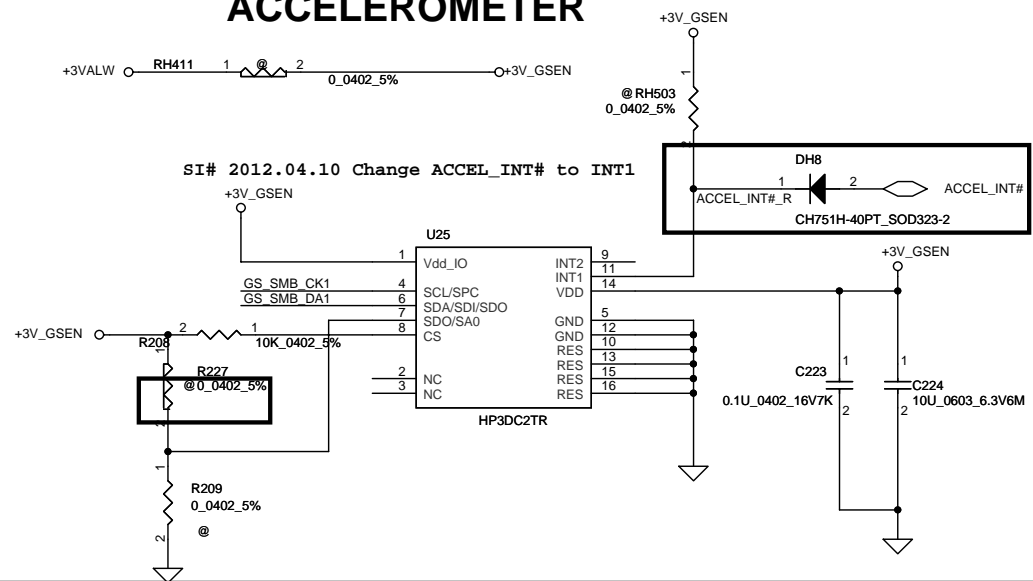 ACCELEROMETER
+3VALW RH411 1 @ 2 +3V_GSEN
0_0402_5%
+3V_GSEN
1
@ RH503
0_0402_5%
2
SI# 2012.04.10 Change ACCEL_INT# to INT1
DH8
1 2 ACCEL_INT#
ACCEL_INT#_R
CH751H-40PT_SOD323-2
+3V_GSEN
U25
+3V_GSEN
1 Vdd_IO
INT2 9
INT1 11
VDD 14
GS_SMB_CK1 4 SCL/SPC
GS_SMB_DA1 6 SDA/SDI/SDO
7 SDO/SA0
8 CS
GND 5
GND 12
RES 10
RES 13
RES 15
RES 16
2 NC
3 NC
HP3DC2TR
+3V_GSEN 2 1
R208 10K_0402_5%
1
R227
@ 0_0402_5%
2
1
R209
0_0402_5%
@
2
1
C223
0.1U_0402_16V7K
2
1
C224
10U_0603_6.3V6M
2